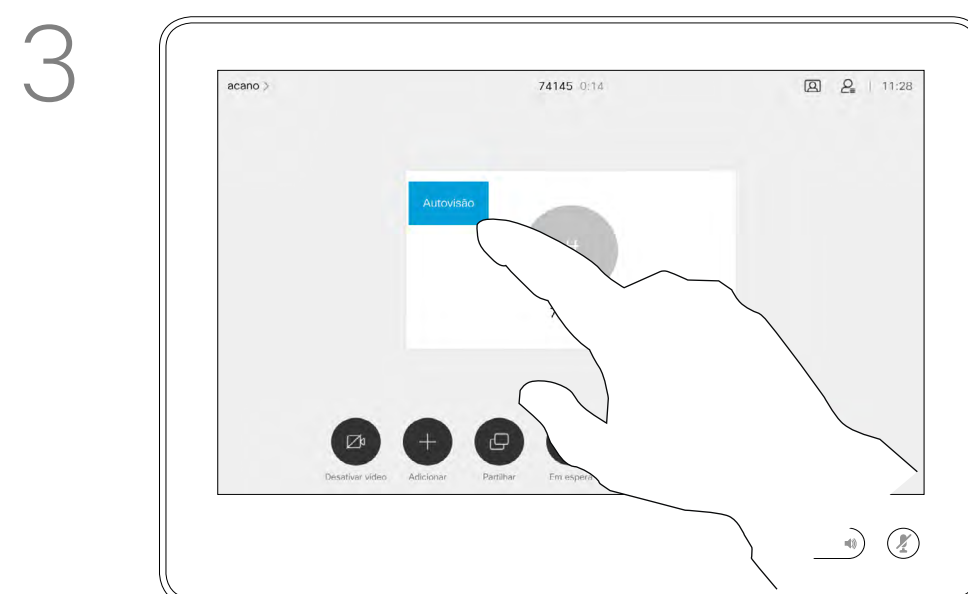 3
acano >
74145 0:14
11:28
Autovisão
Desativar vídeo
Adicionar
Partilhar
Em espera